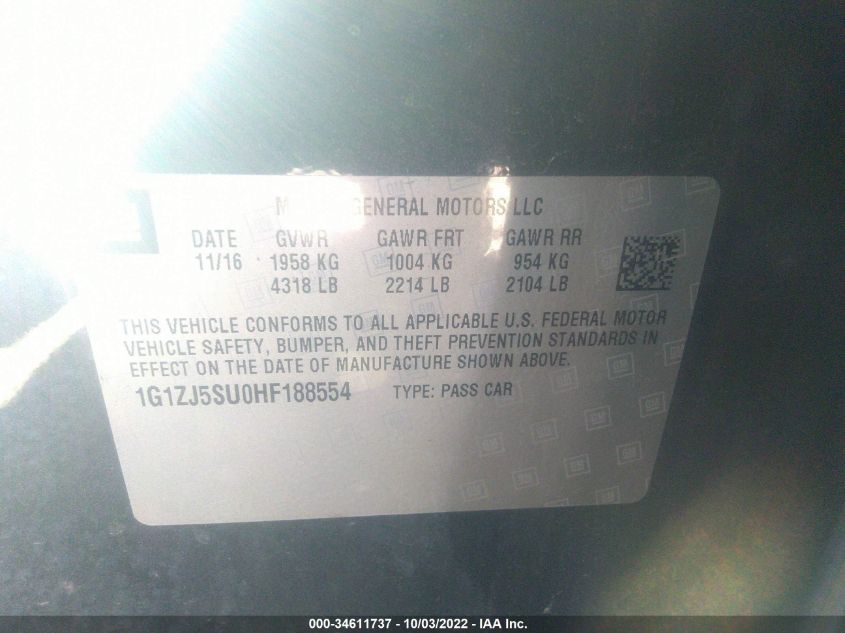 GENERAL MOTORS LLC
DATE GVWR GAWR FRT GAWR RR
11/16 1958 KG 1004 KG 954 KG
4318 LB 2214 LB 2104 LB
THIS VEHICLE CONFORMS TO ALL APPLICABLE U.S. FEDERAL MOTOR
VEHICLE SAFETY, BUMPER, AND THEFT PREVENTION STANDARDS IN
EFFECT ON THE DATE OF MANUFACTURE SHOWN ABOVE.
1G1ZJ5SU0HF188554 TYPE: PASS CAR
000-34611737 - 10/03/2022 - IAA Inc.